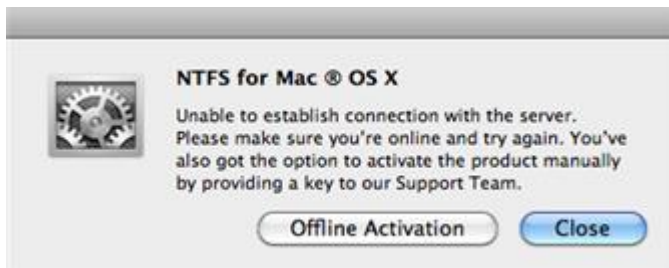 NTFS for Mac ® OS X
Unable to establish connection with the server.
Please make sure you're online and try again. You've
also got the option to activate the product manually
by providing a key to our Support Team.
Offline Activation
Close